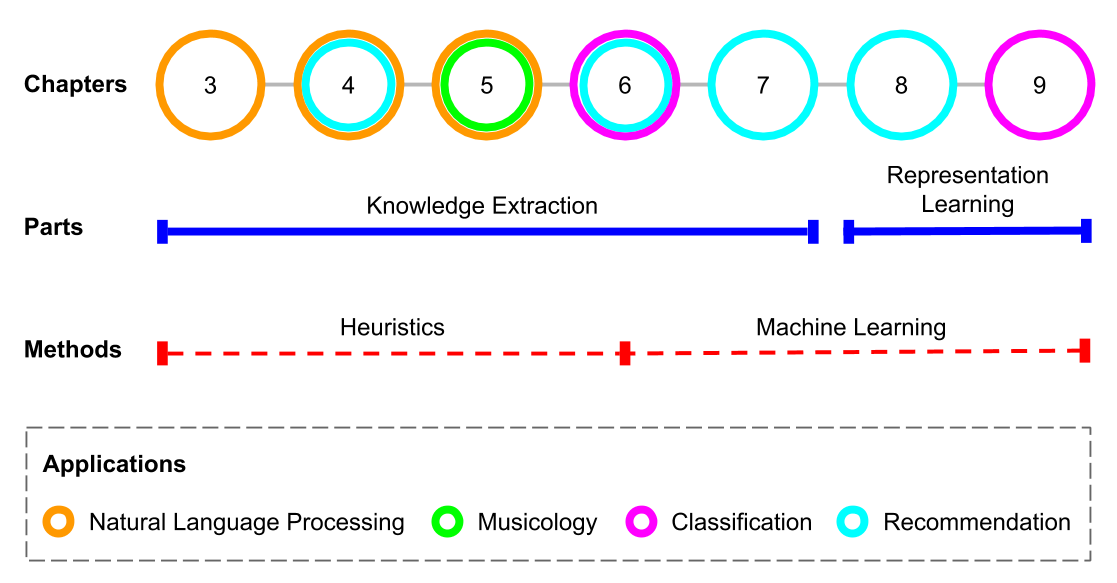 Chapters 3 4 5 6 7 8 9
Representation
Learning
Knowledge Extraction
Parts
Heuristics
Machine Learning
Methods
Applications
Natural Language Processing
Musicology
Classification
Recommendation